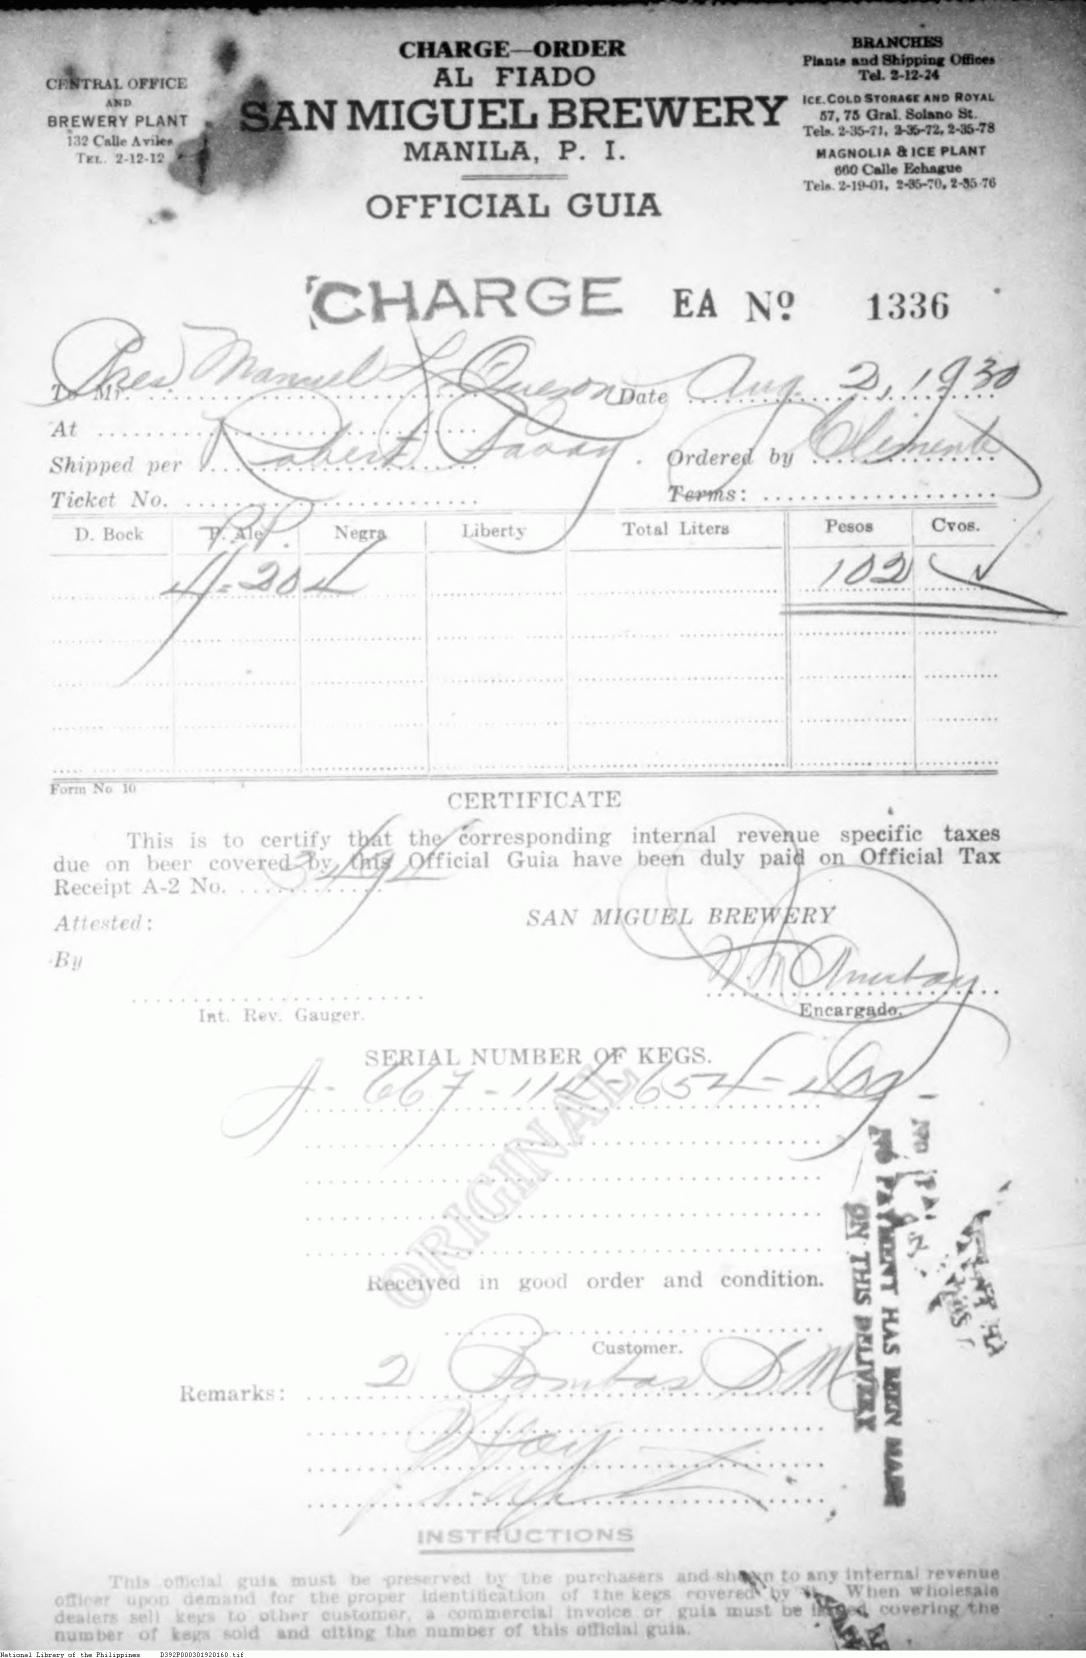 CHARGE—ORDER
AL FIADO
SAN MIGUEL BREWERY
MANILA, P. I.
OFFICIAL GUIA
CENTRAL OFFICE
AND
BREWERY PLANT
132 Calle Aviles
TEL. 2-12-12
BRANCHES
Plants and Shipping Offices
Tel. 2-12-24
ICE.COLD STORAGE AND ROYAL
57, 75 Gral. Solano St.
Tels. 2-35-71, 2-35-72, 2-35-78
MAGNOLIA & ICE PLANT
660 Calle Echague
Tels. 2-19-01, 2-35-70, 2-35-76
CHARGE EA Nº 1336
To Mr. Pres. Manuel L. Quezon Date Aug. 2, 1930
At
Shipped per Robert Ordered by Clemente
Ticket No. Terms:
D. Bock P. Ale Negra Liberty Total Liters Pesos Cvos.
4=204 102
Form No 10
CERTIFICATE
This is to certify that the corresponding internal revenue specific taxes
due on beer covered by this Official Guia have been duly paid on Official Tax
Receipt A-2 No.
Attested:
SAN MIGUEL BREWERY
By
Int. Rev. Gauger.
Encargado.
SERIAL NUMBER OF KEGS.
A- 667-114-654-409
ORIGINAL
Received in good order and condition.
Customer.
Remarks: 2 Bombas S.M.
NO PAYMENT HAS BEEN MADE
ON THIS DELIVERY
INSTRUCTIONS
This official guia must be preserved by the purchasers and shown to any internal revenue
officer upon demand for the proper identification of the kegs covered by it. When wholesale
dealers sell kegs to other customer, a commercial invoice or guia must be issued, covering the
number of kegs sold and citing the number of this official guia.
National Library of the Philippines D392P000301920160.tif